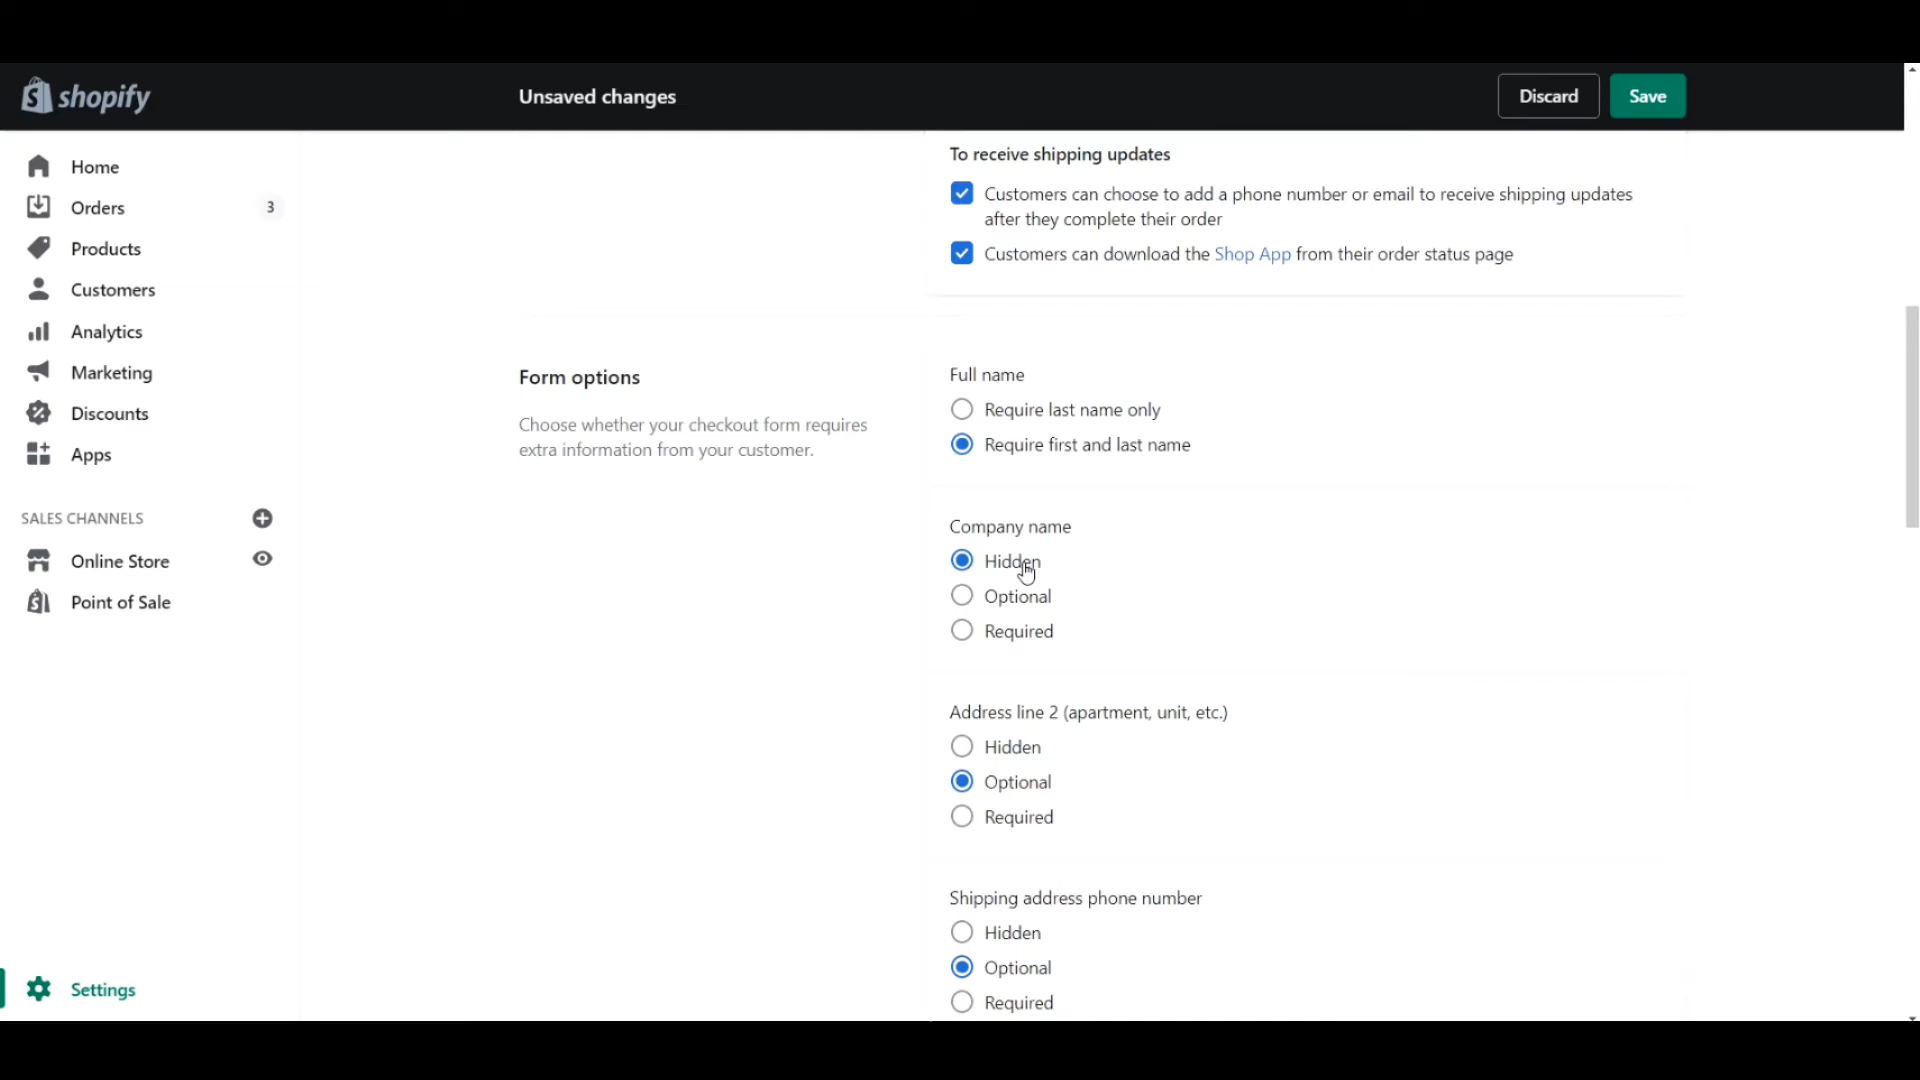 shopify
Unsaved changes
Discard
Save
Home
Orders
3
Products
Customers
Analytics
Marketing
Discounts
Apps
SALES CHANNELS
Online Store
Point of Sale
Settings
To receive shipping updates
Customers can choose to add a phone number or email to receive shipping updates
after they complete their order
Customers can download the Shop App from their order status page
Form options
Choose whether your checkout form requires
extra information from your customer.
Full name
Require last name only
Require first and last name
Company name
Hidden
Optional
Required
Address line 2 (apartment, unit, etc.)
Hidden
Optional
Required
Shipping address phone number
Hidden
Optional
Required